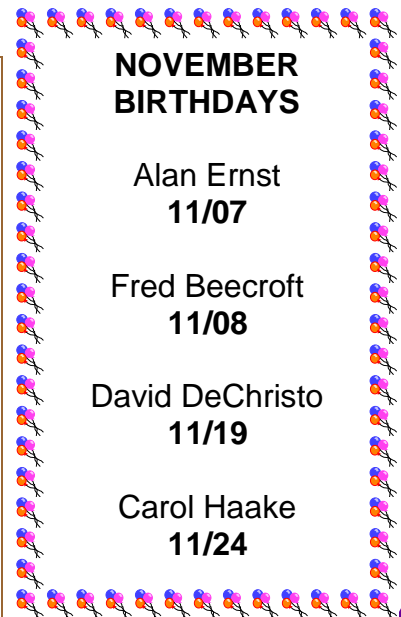 NOVEMBER
BIRTHDAYS
Alan Ernst
11/07
Fred Beecroft
11/08
David DeChristo
11/19
Carol Haake
11/24